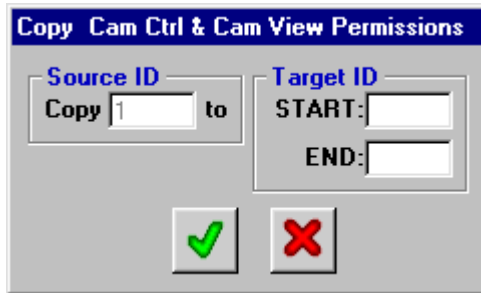 Copy Cam Ctrl & Cam View Permissions
Source ID
Copy 1 to
Target ID
START:
END: